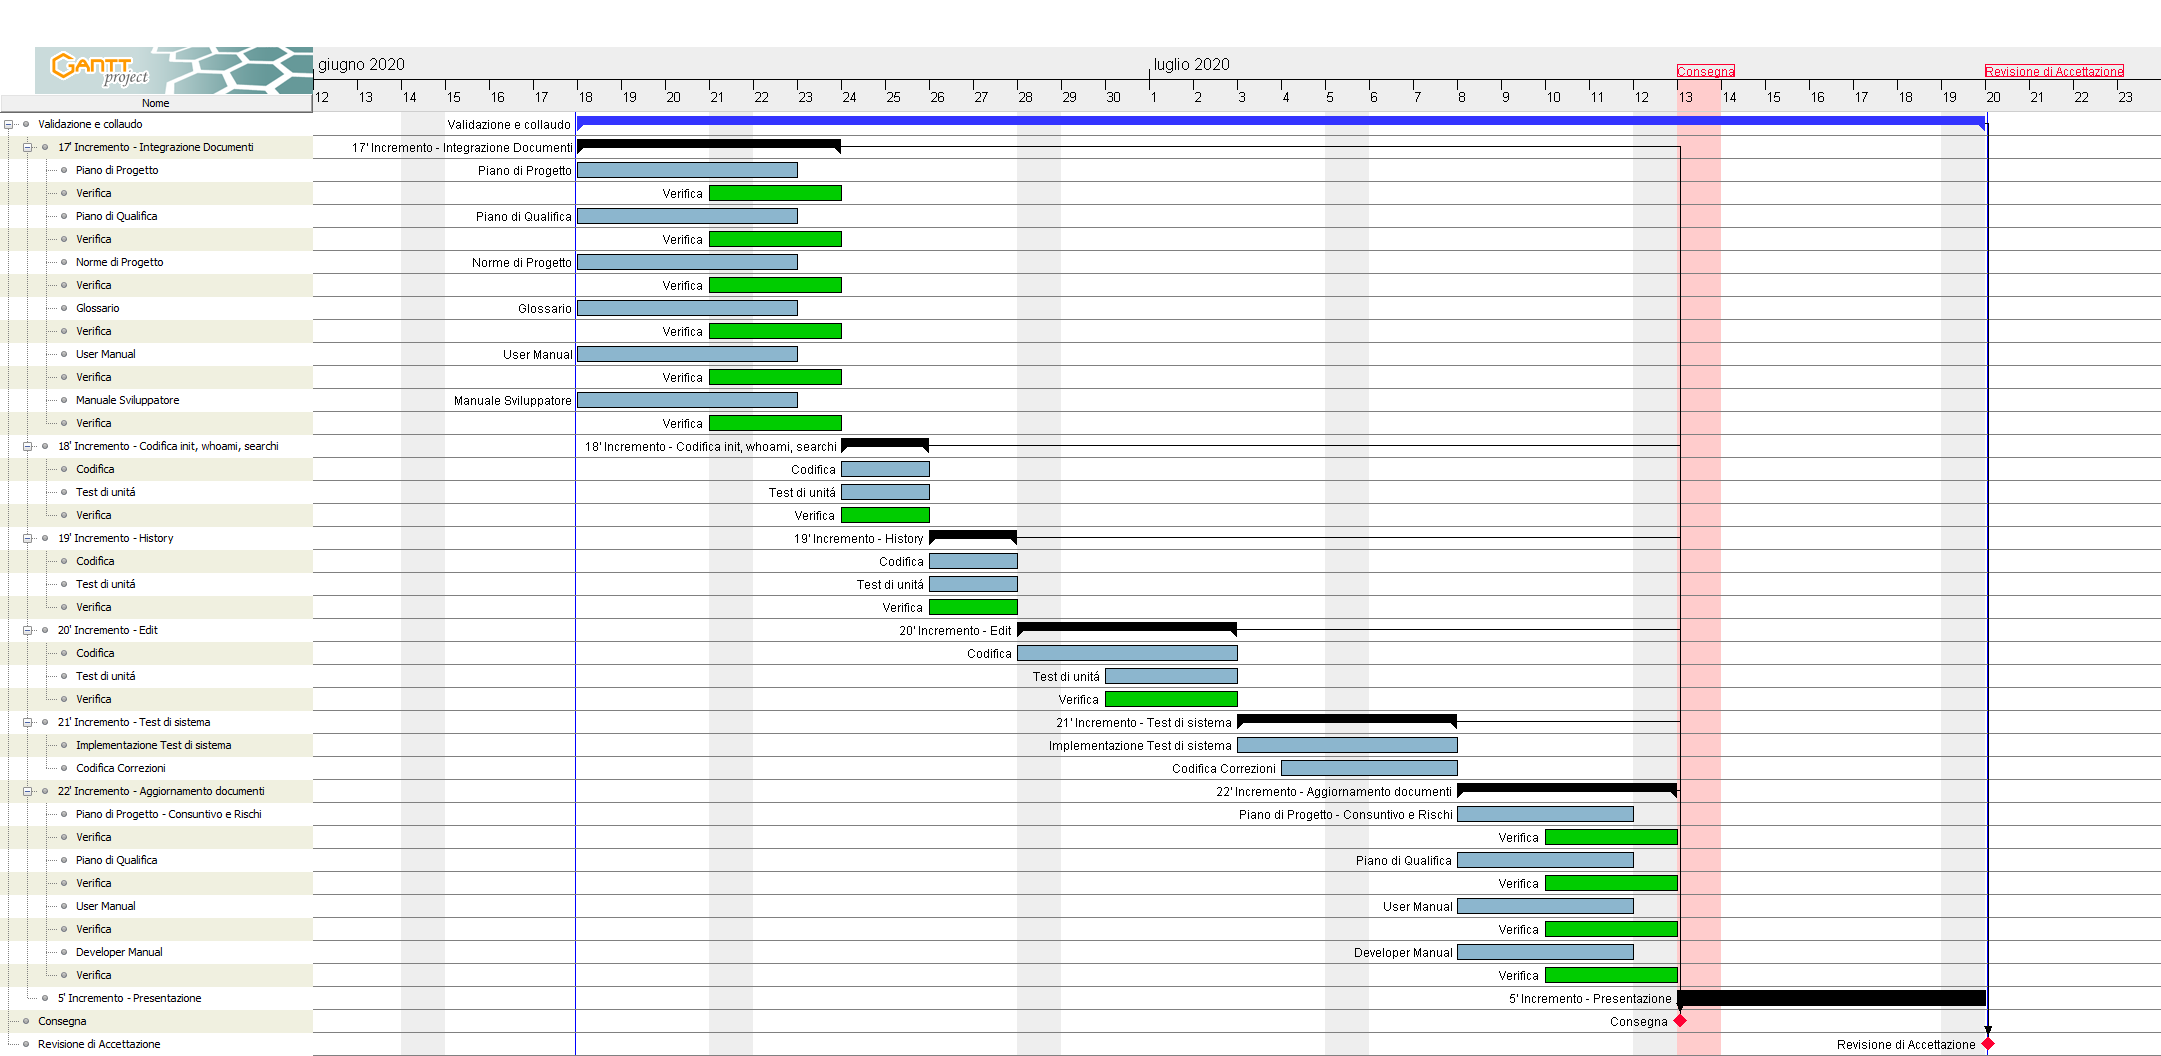 GANTT
project
giugno 2020
luglio 2020
Consegna
Revisione di Accettazione
Nome
12 13 14 15 16 17 18 19 20 21 22 23 24 25 26 27 28 29 30 1 2 3 4 5 6 7 8 9 10 11 12 13 14 15 16 17 18 19 20 21 22 23
Validazione e collaudo Validazione e collaudo
17' Incremento - Integrazione Documenti 17' Incremento - Integrazione Documenti
Piano di Progetto Piano di Progetto
Verifica Verifica
Piano di Qualifica Piano di Qualifica
Verifica Verifica
Norme di Progetto Norme di Progetto
Verifica Verifica
Glossario Glossario
Verifica Verifica
User Manual User Manual
Verifica Verifica
Manuale Sviluppatore Manuale Sviluppatore
Verifica Verifica
18' Incremento - Codifica init, whoami, searchi 18' Incremento - Codifica init, whoami, searchi
Codifica Codifica
Test di unitá Test di unitá
Verifica Verifica
19' Incremento - History 19' Incremento - History
Codifica Codifica
Test di unitá Test di unitá
Verifica Verifica
20' Incremento - Edit 20' Incremento - Edit
Codifica Codifica
Test di unitá Test di unitá
Verifica Verifica
21' Incremento - Test di sistema 21' Incremento - Test di sistema
Implementazione Test di sistema Implementazione Test di sistema
Codifica Correzioni Codifica Correzioni
22' Incremento - Aggiornamento documenti 22' Incremento - Aggiornamento documenti
Piano di Progetto - Consuntivo e Rischi Piano di Progetto - Consuntivo e Rischi
Verifica Verifica
Piano di Qualifica Piano di Qualifica
Verifica Verifica
User Manual User Manual
Verifica Verifica
Developer Manual Developer Manual
Verifica Verifica
5' Incremento - Presentazione 5' Incremento - Presentazione
Consegna Consegna
Revisione di Accettazione Revisione di Accettazione